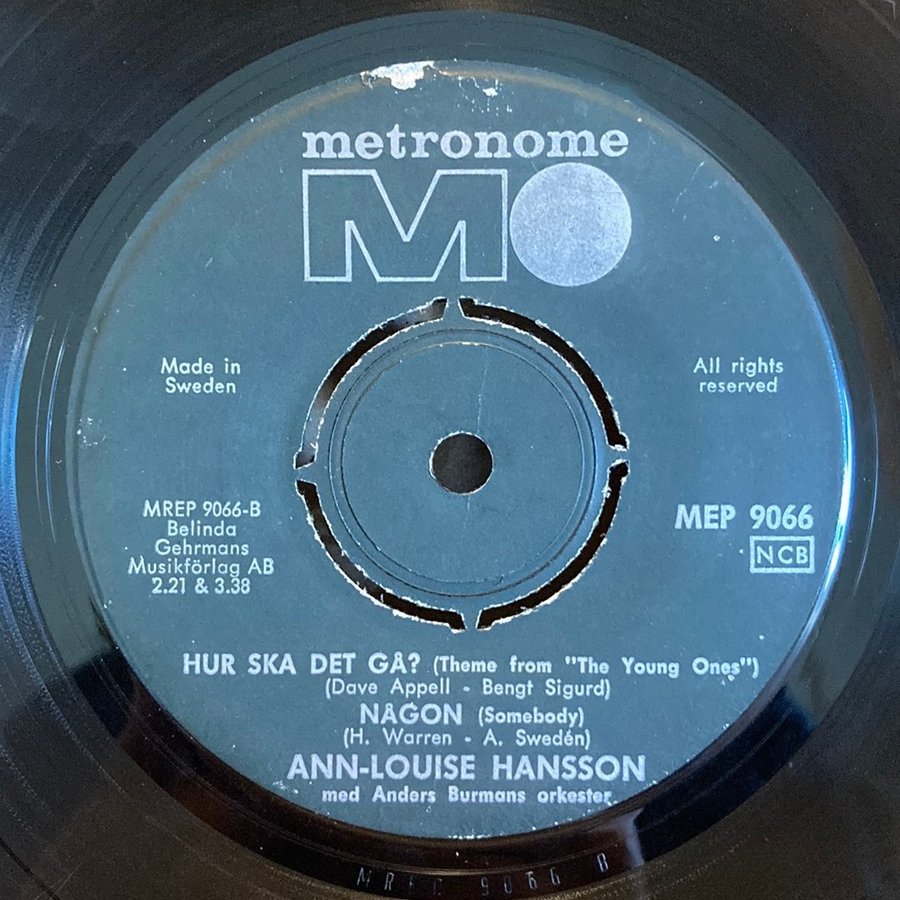 metronome
M
Made in
Sweden
All rights
reserved
MREP 9066-B
Belinda
Gehrmans
Musikförlag AB
2.21 & 3.38
MEP 9066
NCB
HUR SKA DET GÅ? (Theme from "The Young Ones")
(Dave Appell - Bengt Sigurd)
NÅGON (Somebody)
(H. Warren - A. Swedén)
ANN-LOUISE HANSSON
med Anders Burmans orkester
9066 B